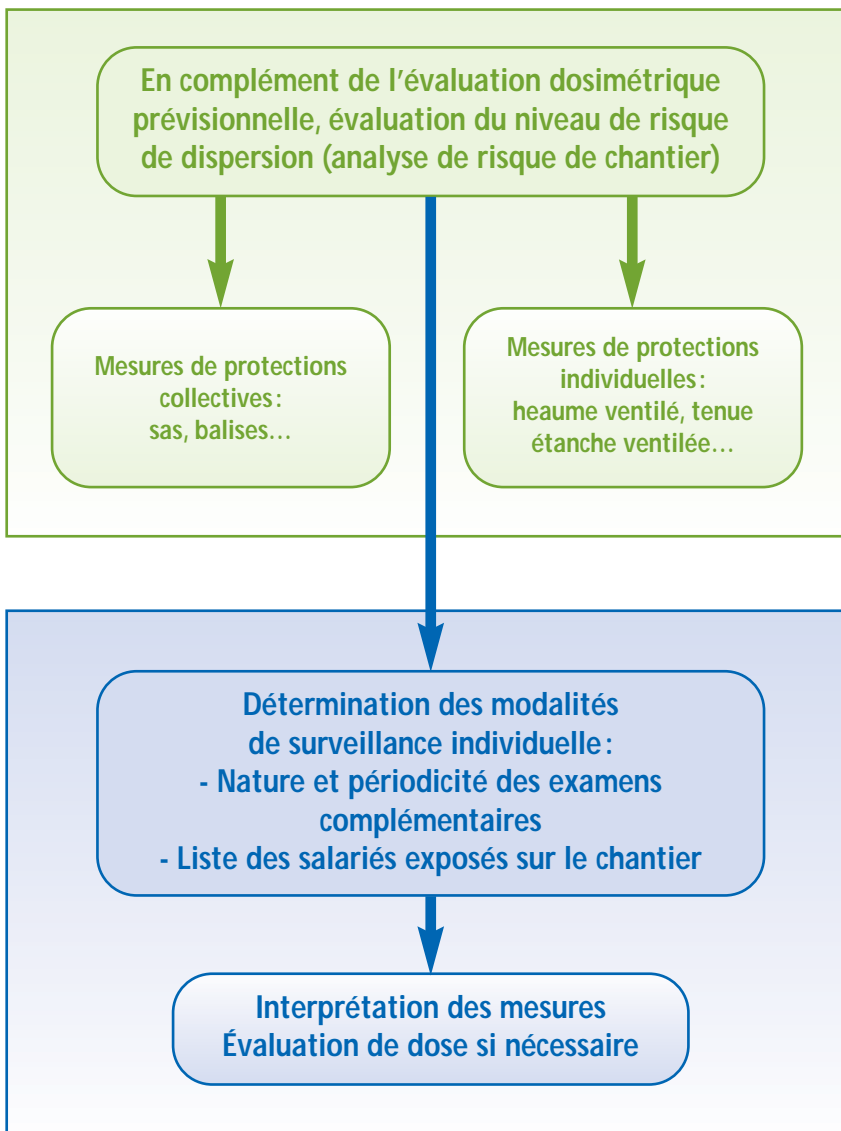 En complément de l'évaluation dosimétrique
prévisionnelle, évaluation du niveau de risque
de dispersion (analyse de risque de chantier)
Mesures de protections
collectives :
sas, balises…
Mesures de protections
individuelles :
heaume ventilé, tenue
étanche ventilée…
Détermination des modalités
de surveillance individuelle :
- Nature et périodicité des examens
complémentaires
- Liste des salariés exposés sur le chantier
Interprétation des mesures
Évaluation de dose si nécessaire